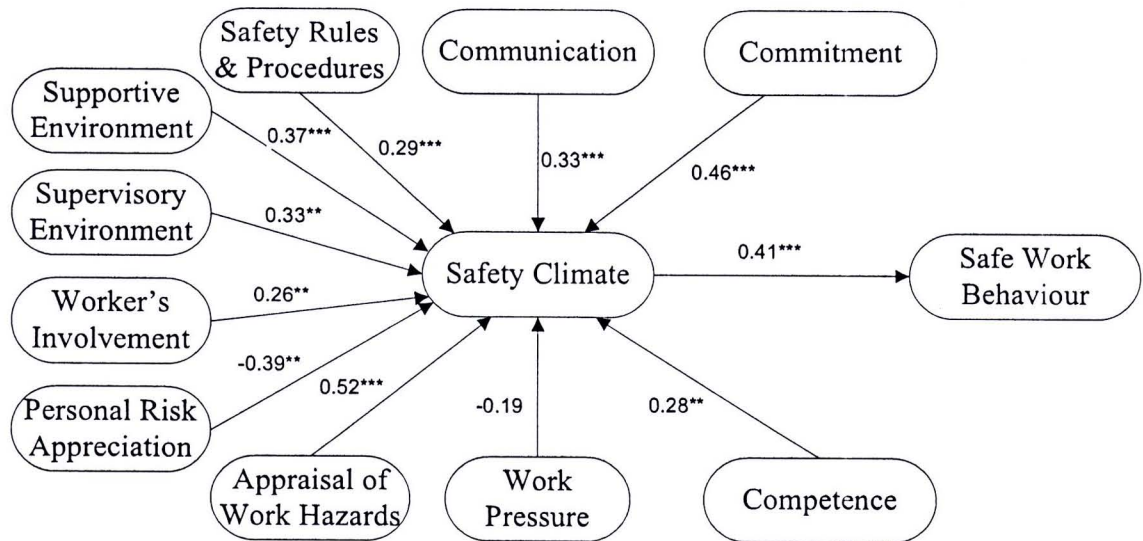 Safety Rules
& Procedures
Communication
Commitment
Supportive
Environment
0.37***
0.29***
0.33***
0.46***
Supervisory
Environment
0.33**
Safety Climate
0.41***
Safe Work
Behaviour
Worker's
Involvement
0.26**
-0.39**
0.52***
-0.19
0.28**
Personal Risk
Appreciation
Appraisal of
Work Hazards
Work
Pressure
Competence